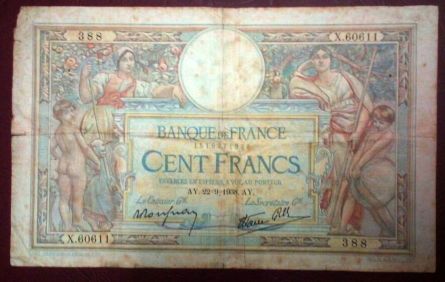 388
X.60611
BANQUE DE FRANCE
CENT FRANCS
PAYABLES EN ESPÈCES, A VUE, AU PORTEUR
AY. 22=9=1938. AY.
Le Caissier Gal
Le Secrétaire Gal
X.60611
388